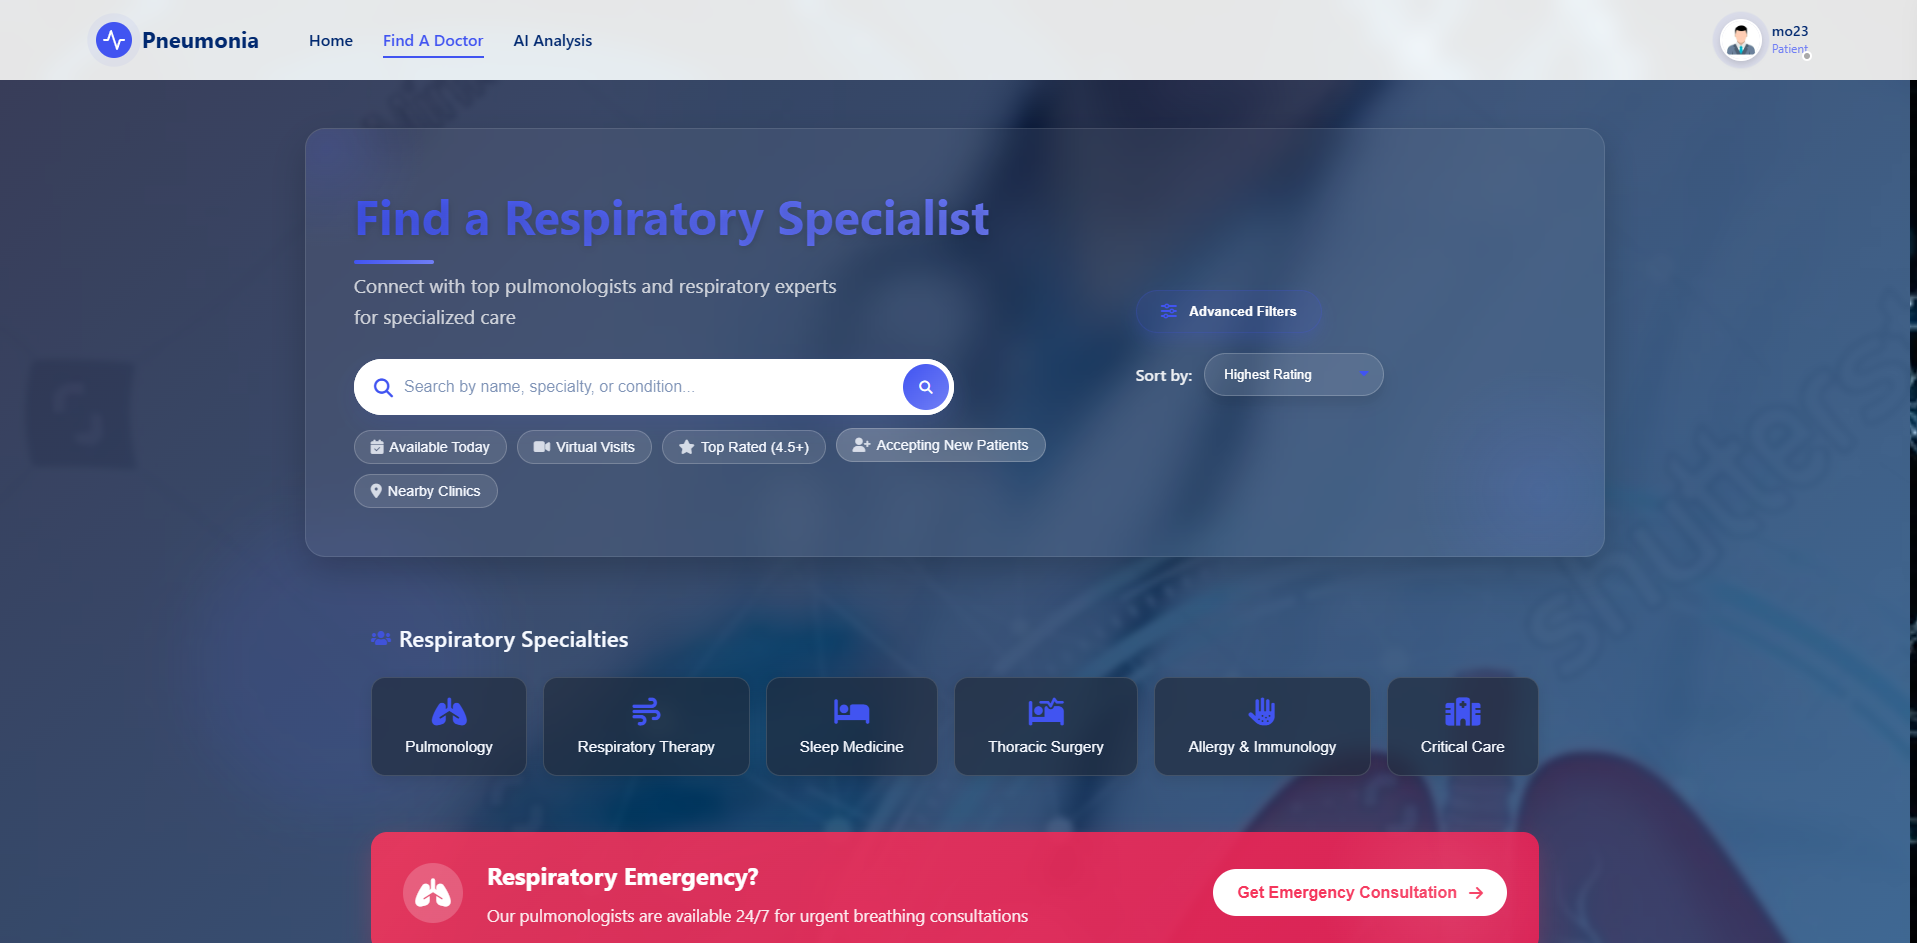 Pneumonia
Home
Find A Doctor
AI Analysis
mo23
Patient
Find a Respiratory Specialist
Connect with top pulmonologists and respiratory experts
for specialized care
Advanced Filters
Search by name, specialty, or condition...
Sort by:
Highest Rating
Available Today
Virtual Visits
Top Rated (4.5+)
Accepting New Patients
Nearby Clinics
shutterst
Respiratory Specialties
Pulmonology
Respiratory Therapy
Sleep Medicine
Thoracic Surgery
Allergy & Immunology
Critical Care
Respiratory Emergency?
Our pulmonologists are available 24/7 for urgent breathing consultations
Get Emergency Consultation